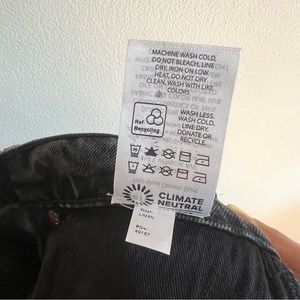 MACHINE WASH COLD,
DO NOT BLEACH, LINE
DRY, IRON ON LOW
HEAT, DO NOT DRY
CLEAN, WASH WITH LIKE
COLORS
WASH LESS.
WASH COLD.
LINE DRY.
DONATE OR
RECYCLE.
Ref.
Recycling
CLIMATE
NEUTRAL
PO#: